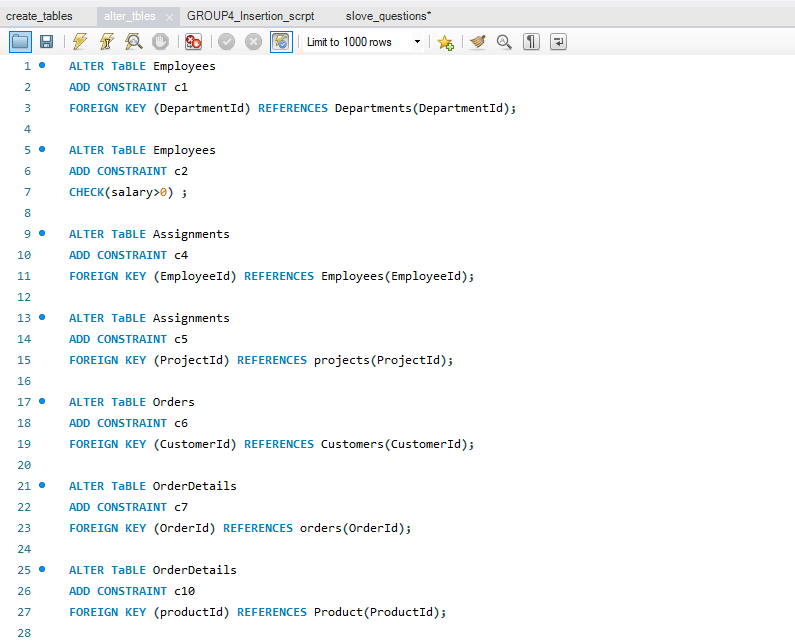 create_tables alter_tbles GROUP4_Insertion_scrpt slove_questions*
Limit to 1000 rows
1 ALTER TaBLE Employees
2 ADD CONSTRAINT c1
3 FOREIGN KEY (DepartmentId) REFERENCES Departments(DepartmentId);
4
5 ALTER TaBLE Employees
6 ADD CONSTRAINT c2
7 CHECK(salary>0) ;
8
9 ALTER TaBLE Assignments
10 ADD CONSTRAINT c4
11 FOREIGN KEY (EmployeeId) REFERENCES Employees(EmployeeId);
12
13 ALTER TaBLE Assignments
14 ADD CONSTRAINT c5
15 FOREIGN KEY (ProjectId) REFERENCES projects(ProjectId);
16
17 ALTER TaBLE Orders
18 ADD CONSTRAINT c6
19 FOREIGN KEY (CustomerId) REFERENCES Customers(CustomerId);
20
21 ALTER TaBLE OrderDetails
22 ADD CONSTRAINT c7
23 FOREIGN KEY (OrderId) REFERENCES orders(OrderId);
24
25 ALTER TaBLE OrderDetails
26 ADD CONSTRAINT c10
27 FOREIGN KEY (productId) REFERENCES Product(ProductId);
28